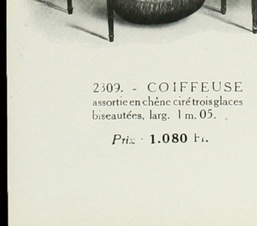 2309. - COIFFEUSE
assortie en chêne ciré trois glaces
biseautées, larg. 1 m. 05.
Prix : 1.080 Fr.